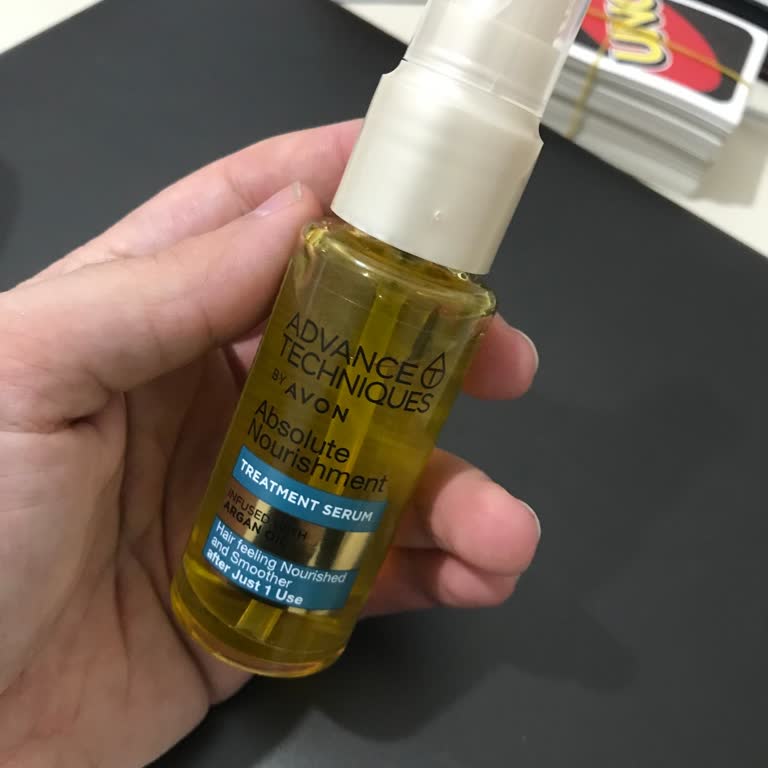 UNO
ADVANCE
TECHNIQUES
BY AVON
Absolute
Nourishment
TREATMENT SERUM
INFUSED WITH
ARGAN OIL
Hair feeling Nourished
and Smoother
after Just 1 Use